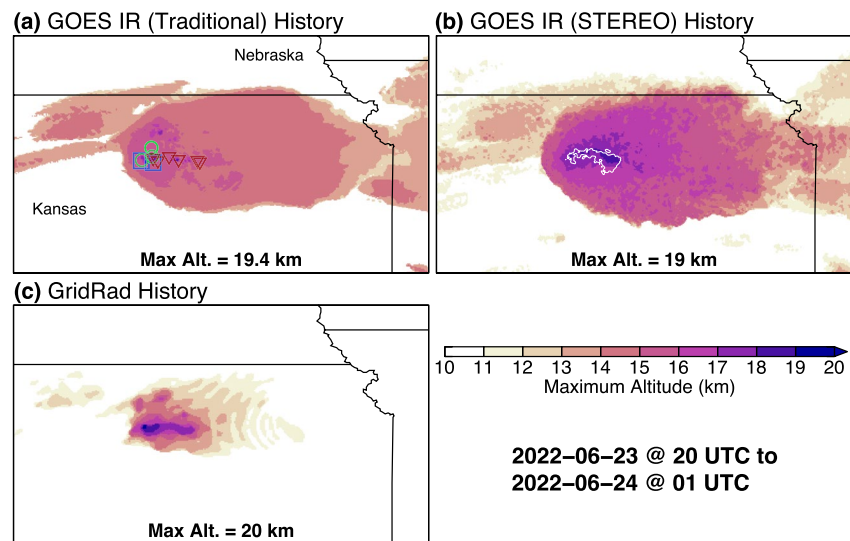 (a) GOES IR (Traditional) History
(b) GOES IR (STEREO) History
Nebraska
Kansas
Max Alt. = 19.4 km
Max Alt. = 19 km
(c) GridRad History
10 11 12 13 14 15 16 17 18 19 20
Maximum Altitude (km)
2022−06−23 @ 20 UTC to
2022−06−24 @ 01 UTC
Max Alt. = 20 km